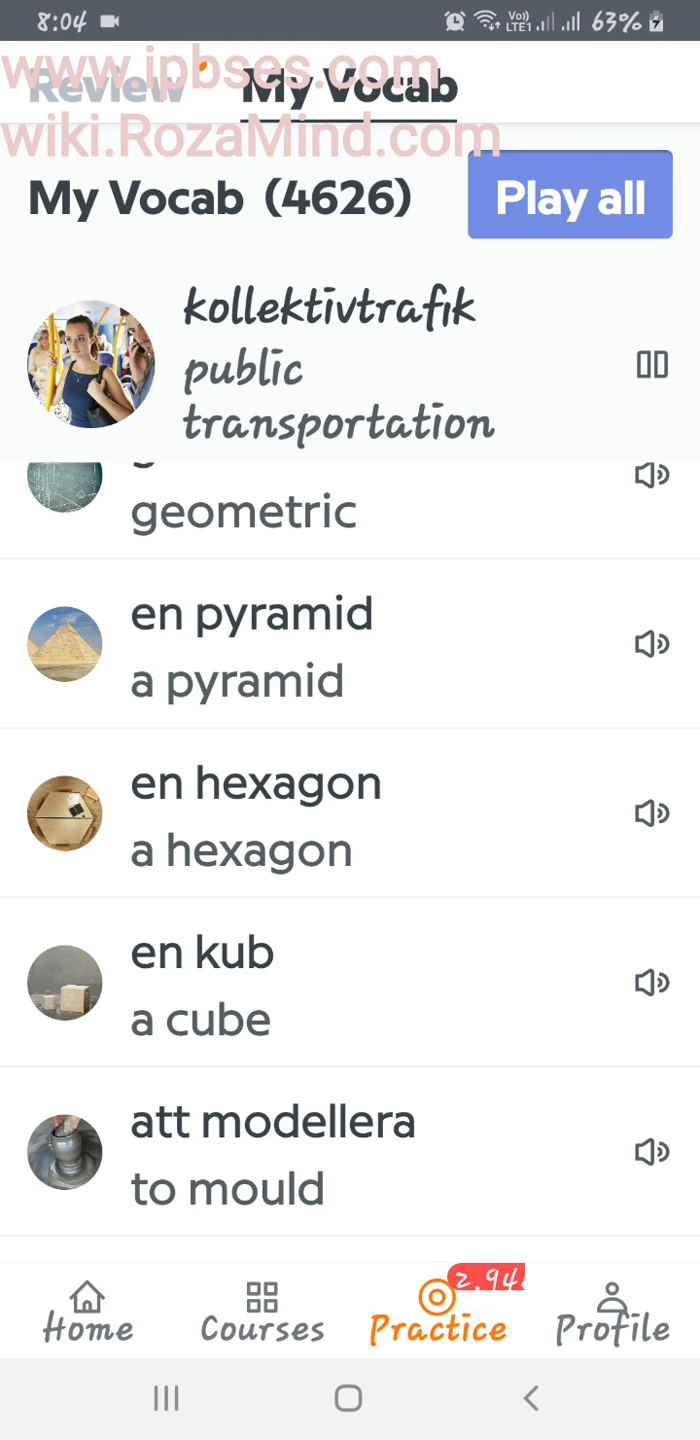 8:04 Vo)) LTE1 63%
www.ipbses.com
Review My Vocab
wiki.RozaMind.com
My Vocab (4626) Play all
kollektivtrafik
public
transportation
geometric
en pyramid
a pyramid
en hexagon
a hexagon
en kub
a cube
att modellera
to mould
2,94
Home Courses Practice Profile